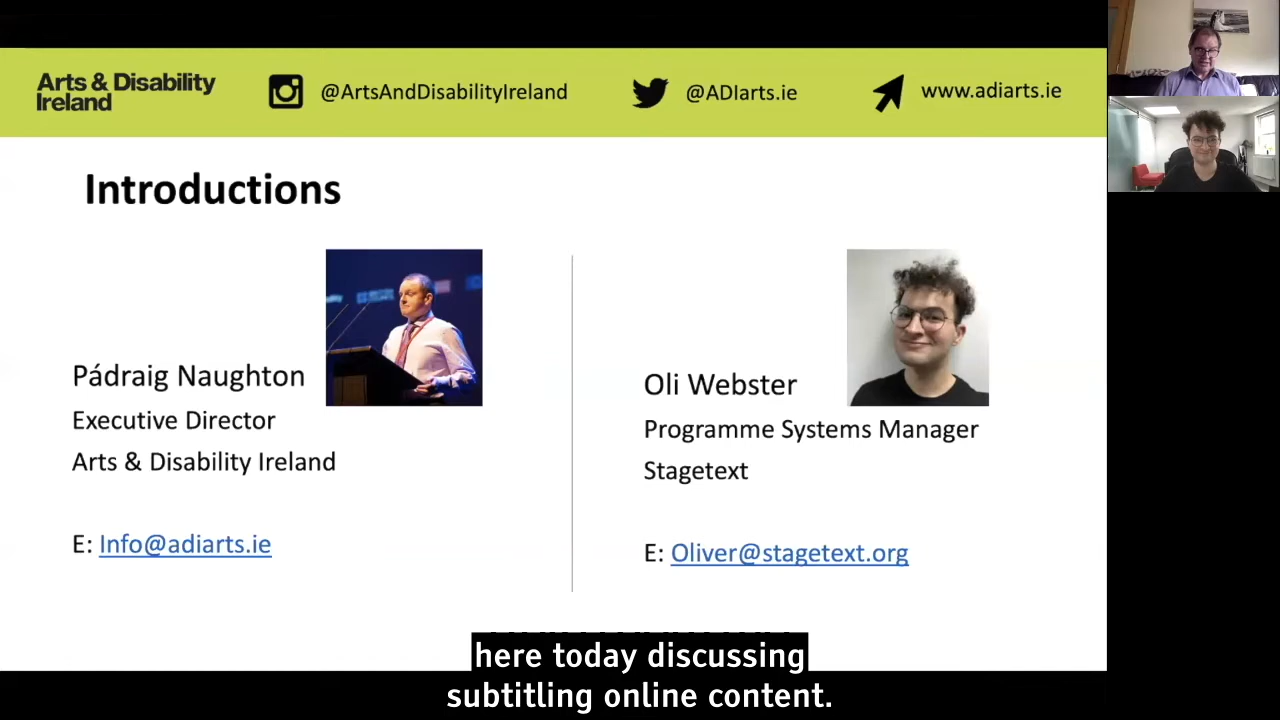 Arts & Disability
Ireland
@ArtsAndDisabilityIreland
@ADIarts.ie
www.adiarts.ie
Introductions
Pádraig Naughton
Executive Director
Arts & Disability Ireland
E: Info@adiarts.ie
Oli Webster
Programme Systems Manager
Stagetext
E: Oliver@stagetext.org
here today discussing
subtitling online content.